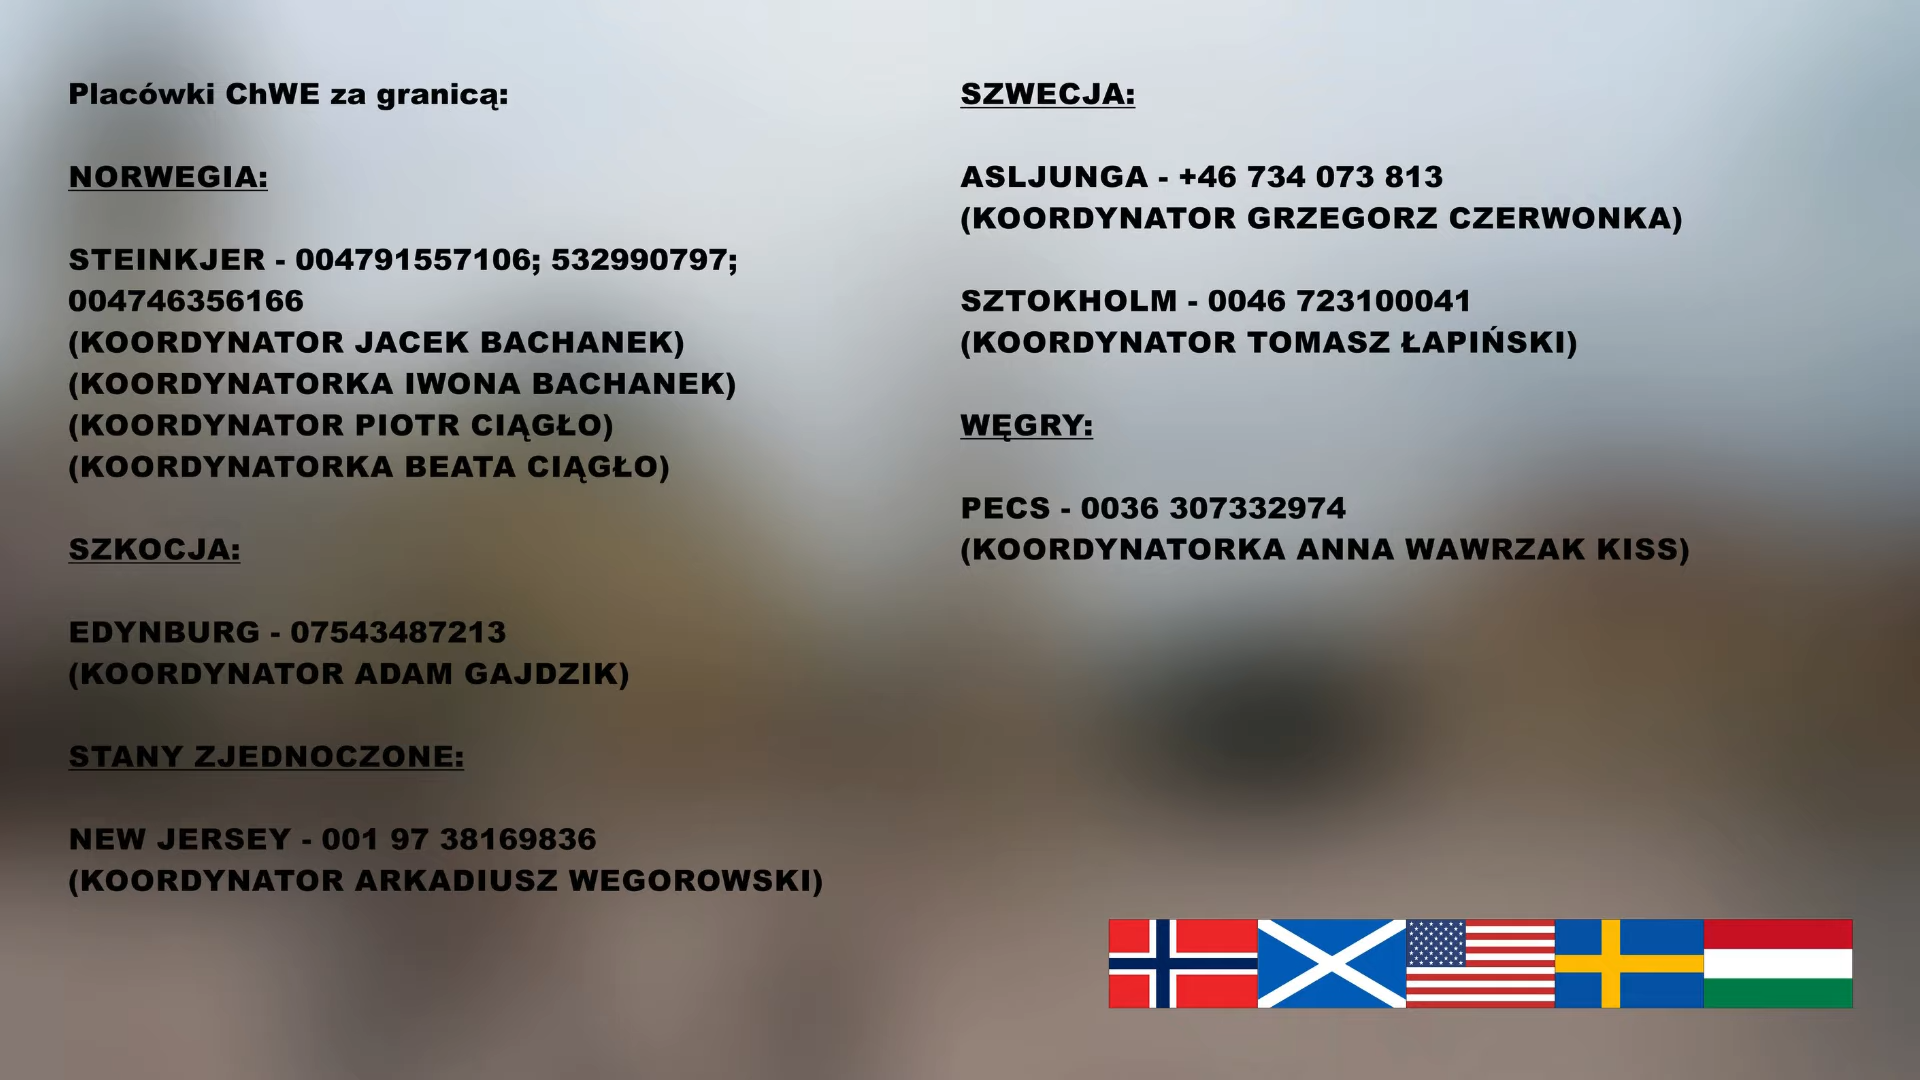 Placówki ChWE za granicą:
NORWEGIA:
STEINKJER - 004791557106; 532990797;
004746356166
(KOORDYNATOR JACEK BACHANEK)
(KOORDYNATORKA IWONA BACHANEK)
(KOORDYNATOR PIOTR CIĄGŁO)
(KOORDYNATORKA BEATA CIĄGŁO)
SZKOCJA:
EDYNBURG - 07543487213
(KOORDYNATOR ADAM GAJDZIK)
STANY ZJEDNOCZONE:
NEW JERSEY - 001 97 38169836
(KOORDYNATOR ARKADIUSZ WEGOROWSKI)
SZWECJA:
ASLJUNGA - +46 734 073 813
(KOORDYNATOR GRZEGORZ CZERWONKA)
SZTOKHOLM - 0046 723100041
(KOORDYNATOR TOMASZ ŁAPIŃSKI)
WĘGRY:
PECS - 0036 307332974
(KOORDYNATORKA ANNA WAWRZAK KISS)